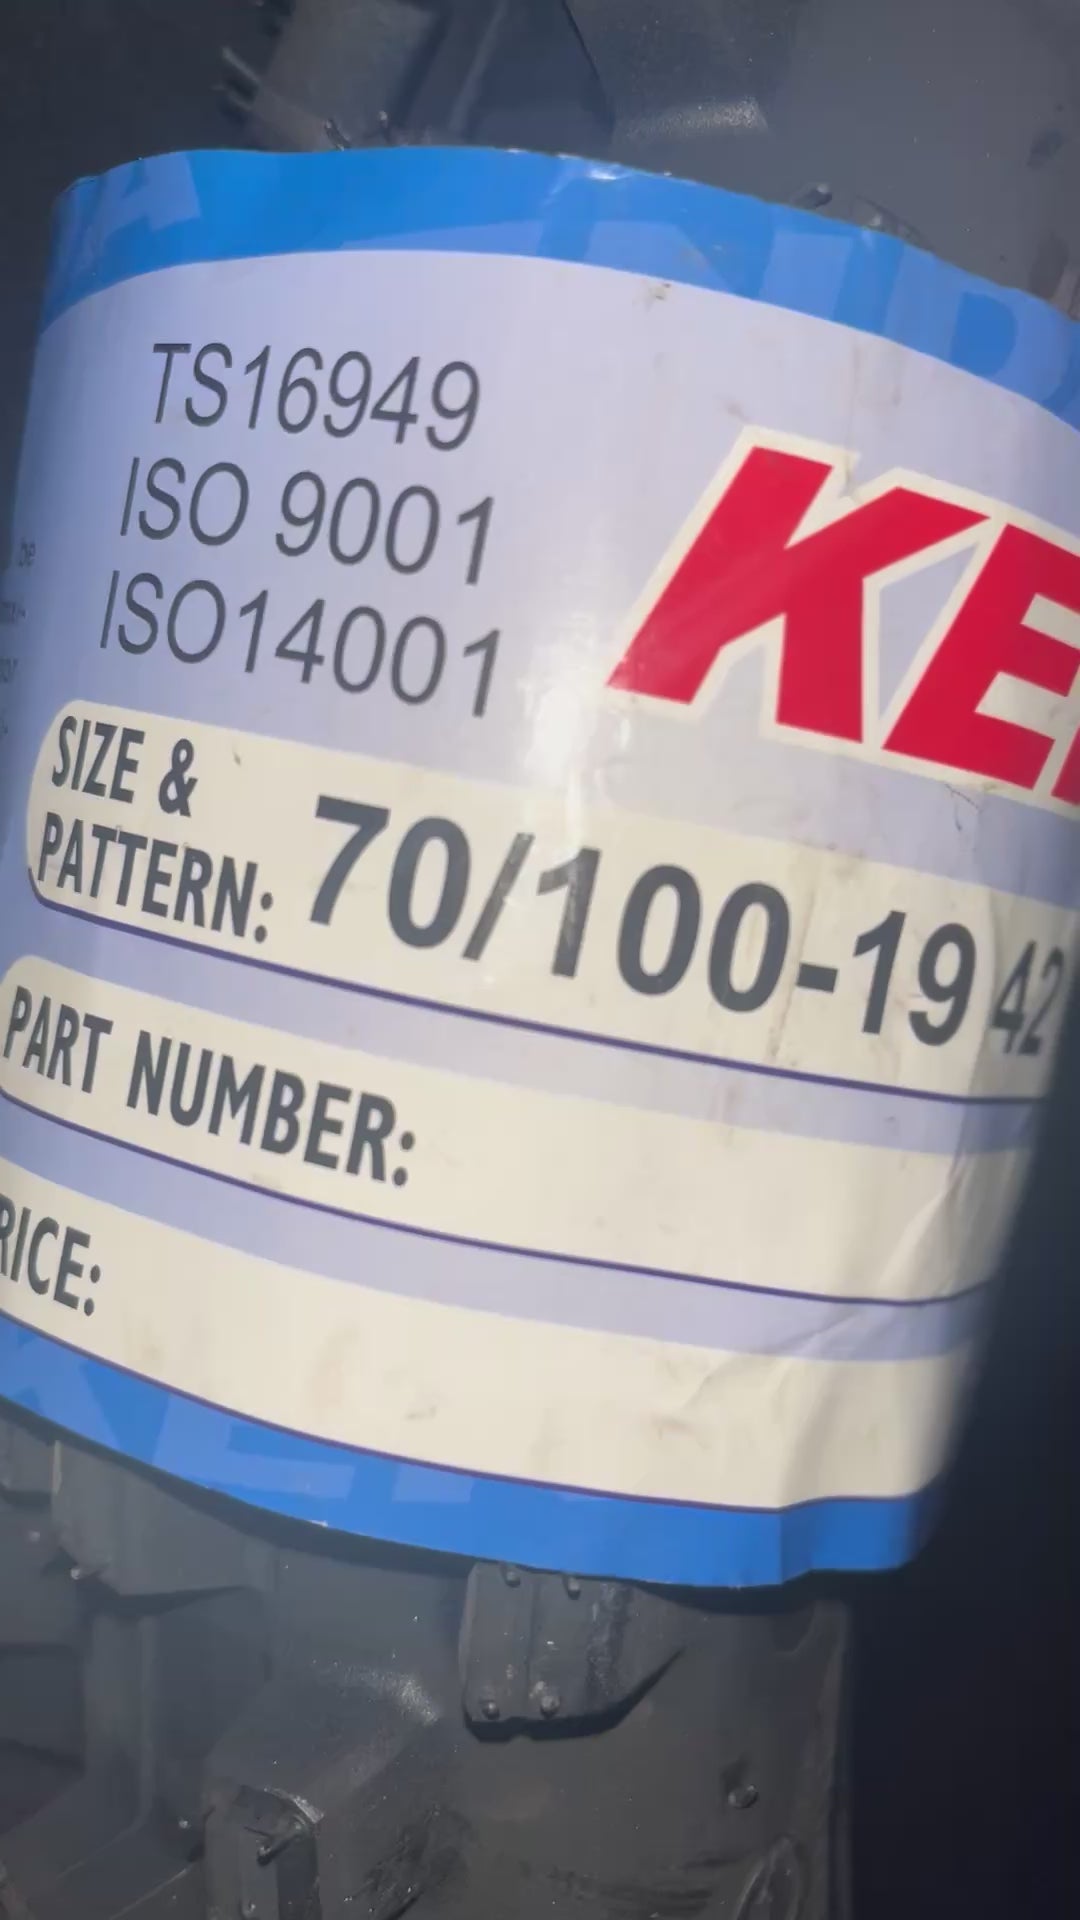 TS16949
ISO 9001
ISO14001
KE
SIZE &
PATTERN: 70/100-19 42
PART NUMBER:
RICE: